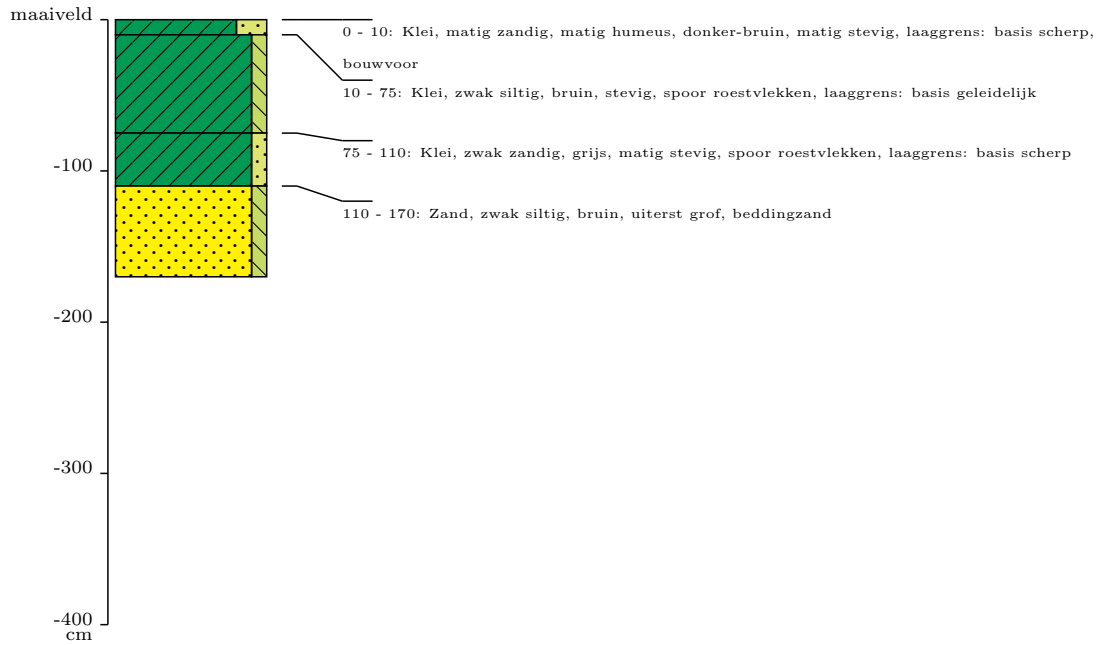 maaiveld
0 - 10: Klei, matig zandig, matig humeus, donker-bruin, matig stevig, laaggrens: basis scherp,
bouwvoor
10 - 75: Klei, zwak siltig, bruin, stevig, spoor roestvlekken, laaggrens: basis geleidelijk
75 - 110: Klei, zwak zandig, grijs, matig stevig, spoor roestvlekken, laaggrens: basis scherp
-100
110 - 170: Zand, zwak siltig, bruin, uiterst grof, beddingzand
-200
-300
-400
cm